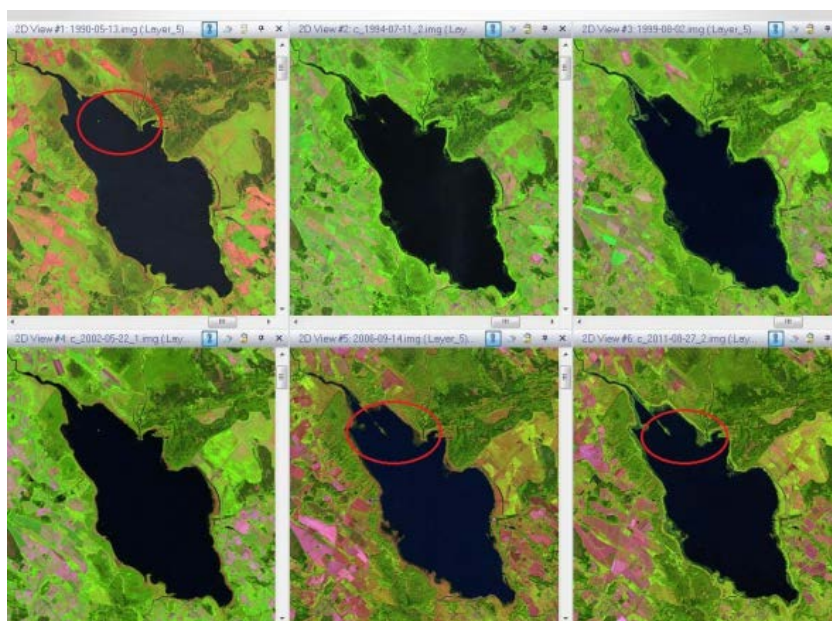 2D View #1: 1990-05-13.img (Layer_5)
2D View #2: c_1994-07-11_2.img (Lay...
2D View #3: 1999-08-02.img (Layer_5)
2D View #4: c_2002-05-22_1.img (Lay...
2D View #5: 2006-09-14.img (Layer_5)
2D View #6: c_2011-08-27_2.img (Lay...